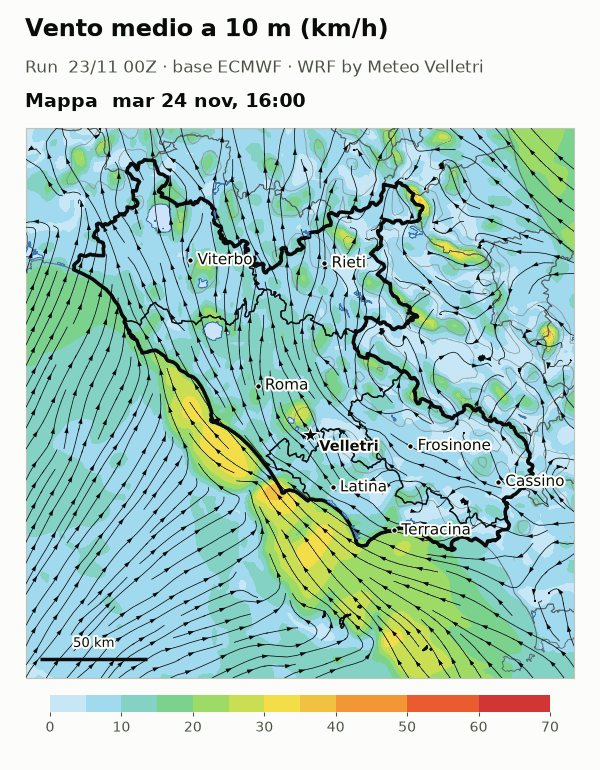 Vento medio a 10 m (km/h)
Run 23/11 00Z · base ECMWF · WRF by Meteo Velletri
Mappa mar 24 nov, 16:00
Viterbo
Rieti
Roma
Velletri
Frosinone
Latina
Cassino
Terracina
50 km
0 10 20 30 40 50 60 70